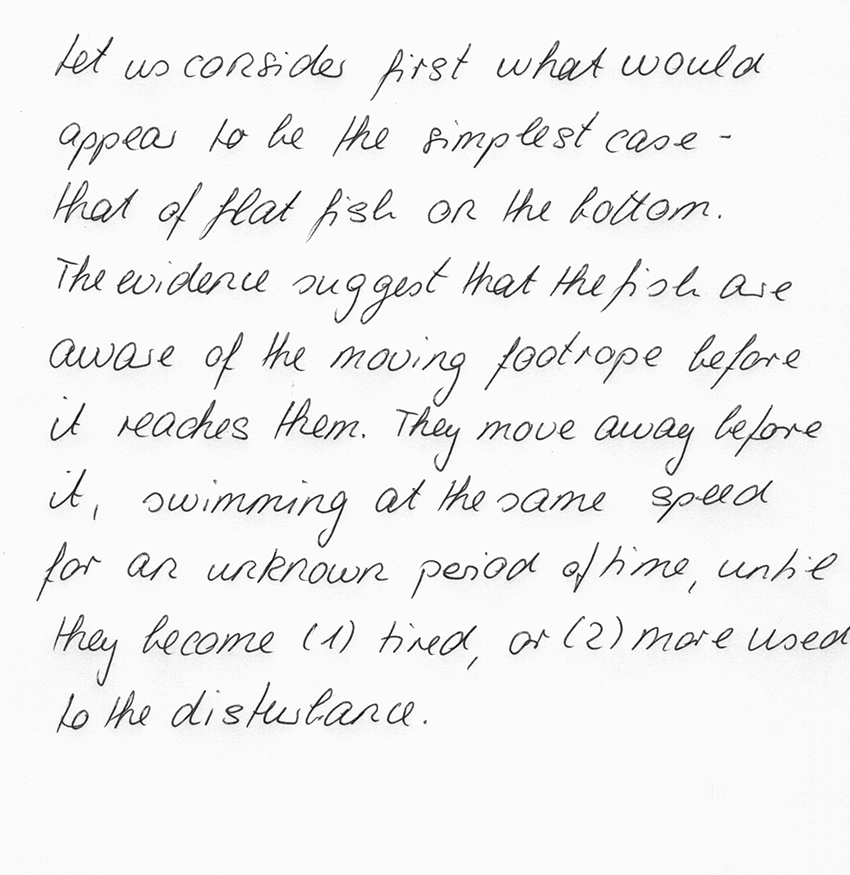 Let us consider first what would
appear to be the simplest case -
that of flat fish on the bottom.
The evidence suggest that the fish are
aware of the moving footrope before
it reaches them. They move away before
it, swimming at the same speed
for an unknown period of time, until
they become (1) tired, or (2) more used
to the disturbance.